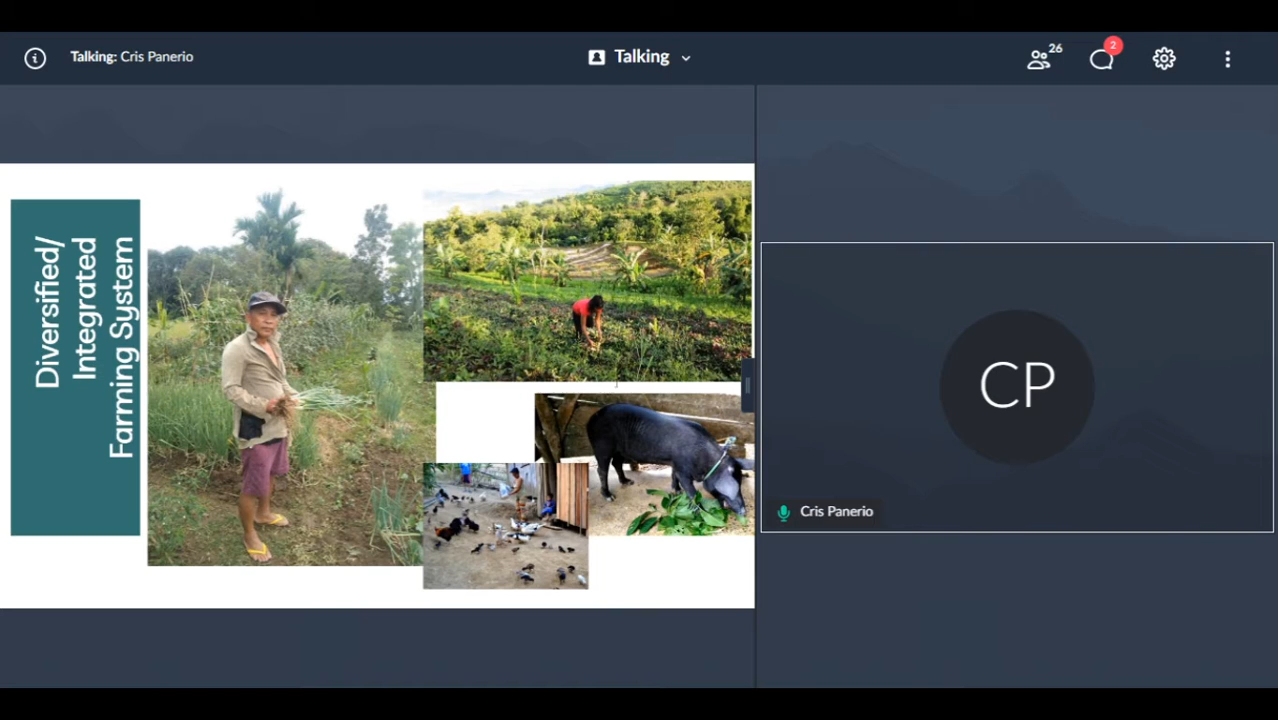 Talking: Cris Panerio
Talking
26
2
Diversified/
Integrated
Farming System
CP
Cris Panerio